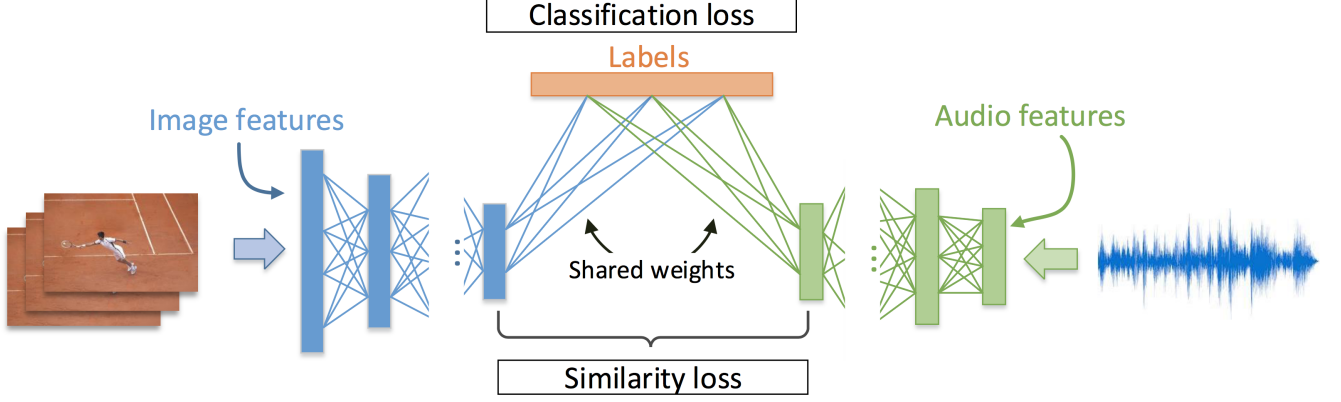 Classification loss
Labels
Image features
Audio features
Shared weights
Similarity loss